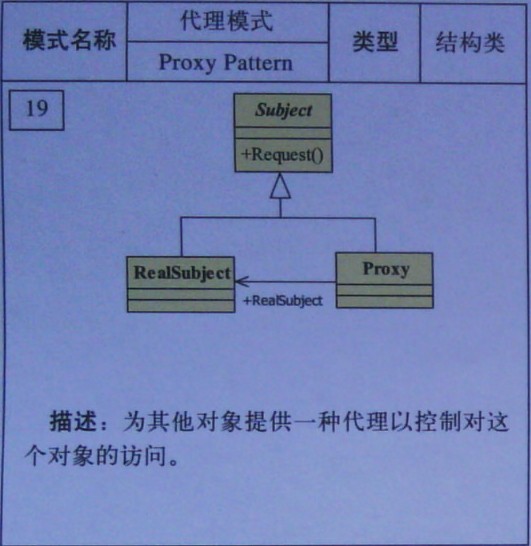 模式名称
代理模式
Proxy Pattern
类型
结构类
19
Subject
+Request()
RealSubject
Proxy
+RealSubject
描述：为其他对象提供一种代理以控制对这
个对象的访问。